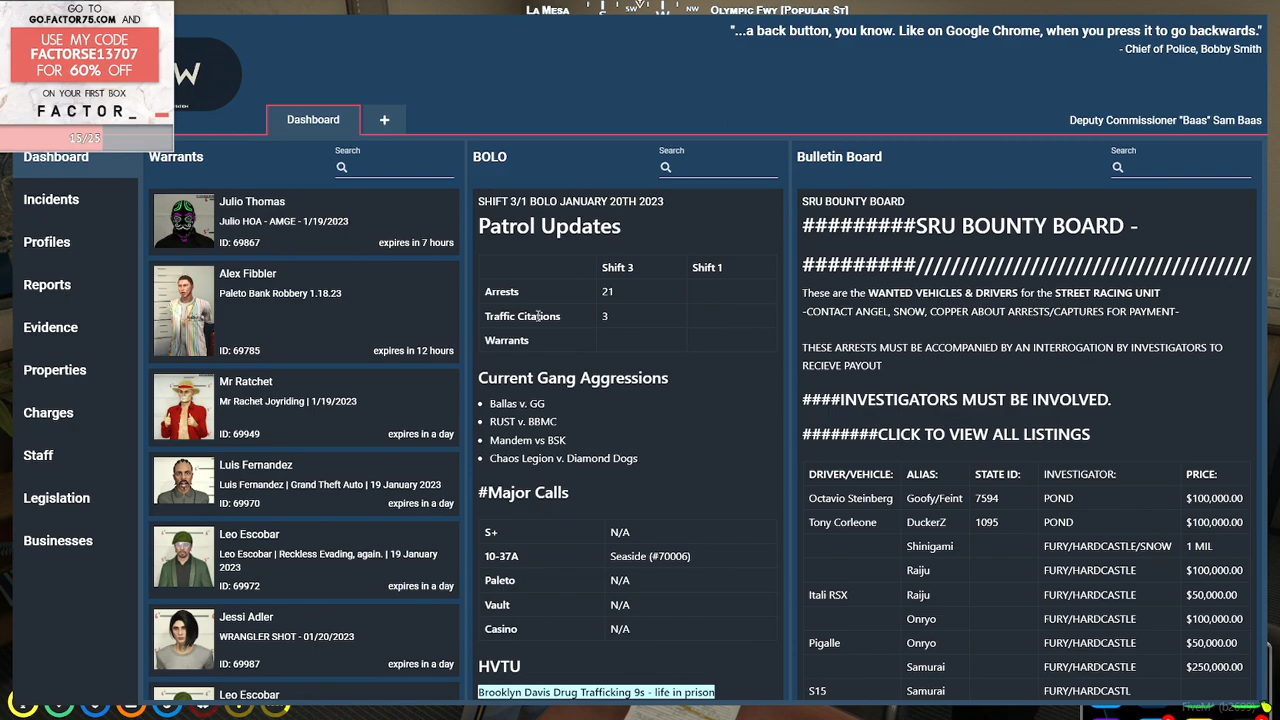 GO TO
GO.FACTOR75.COM AND
USE MY CODE
FACTORSE13707
FOR 60% OFF
ON YOUR FIRST BOX
FACTOR_
15/25
LA MESA
SW
W
NW
OLYMPIC FWY [POPULAR ST]
"...a back button, you know. Like on Google Chrome, when you press it to go backwards."
- Chief of Police, Bobby Smith
W
Dashboard
+
Deputy Commissioner "Baas" Sam Baas
Dashboard
Incidents
Profiles
Reports
Evidence
Properties
Charges
Staff
Legislation
Businesses
Warrants
Search
Julio Thomas
Julio HOA - AMGE - 1/19/2023
ID: 69867 expires in 7 hours
Alex Fibbler
Paleto Bank Robbery 1.18.23
ID: 69785 expires in 12 hours
Mr Ratchet
Mr Rachet Joyriding | 1/19/2023
ID: 69949 expires in a day
Luis Fernandez
Luis Fernandez | Grand Theft Auto | 19 January 2023
ID: 69970 expires in a day
Leo Escobar
Leo Escobar | Reckless Evading, again. | 19 January
2023
ID: 69972 expires in a day
Jessi Adler
WRANGLER SHOT - 01/20/2023
ID: 69987 expires in a day
Leo Escobar
BOLO
Search
SHIFT 3/1 BOLO JANUARY 20TH 2023
Patrol Updates
Shift 3 Shift 1
Arrests 21
Traffic Citations 3
Warrants
Current Gang Aggressions
• Ballas v. GG
• RUST v. BBMC
• Mandem vs BSK
• Chaos Legion v. Diamond Dogs
#Major Calls
S+ N/A
10-37A Seaside (#70006)
Paleto N/A
Vault N/A
Casino N/A
HVTU
Brooklyn Davis Drug Trafficking 9s - life in prison
Bulletin Board
Search
SRU BOUNTY BOARD
########SRU BOUNTY BOARD -
#########////////////////////////////////////
These are the WANTED VEHICLES & DRIVERS for the STREET RACING UNIT
-CONTACT ANGEL, SNOW, COPPER ABOUT ARRESTS/CAPTURES FOR PAYMENT-
THESE ARRESTS MUST BE ACCOMPANIED BY AN INTERROGATION BY INVESTIGATORS TO
RECIEVE PAYOUT
####INVESTIGATORS MUST BE INVOLVED.
########CLICK TO VIEW ALL LISTINGS
DRIVER/VEHICLE: ALIAS: STATE ID: INVESTIGATOR: PRICE:
Octavio Steinberg Goofy/Feint 7594 POND $100,000.00
Tony Corleone DuckerZ 1095 POND $100,000.00
Shinigami FURY/HARDCASTLE/SNOW 1 MIL
Raiju FURY/HARDCASTLE $100,000.00
Itali RSX Raiju FURY/HARDCASTLE $50,000.00
Onryo FURY/HARDCASTLE $100,000.00
Pigalle Onryo FURY/HARDCASTLE $50,000.00
Samurai FURY/HARDCASTLE $250,000.00
S15 Samurai FURY/HARDCASTL $100,000.00